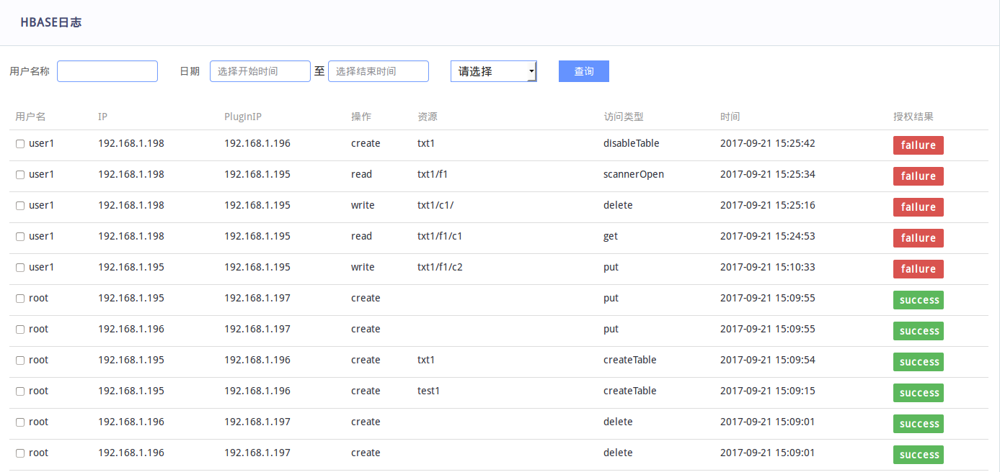 HBASE日志
用户名称 日期 选择开始时间 至 选择结束时间 请选择 查询
用户名 IP PluginIP 操作 资源 访问类型 时间 授权结果
user1 192.168.1.198 192.168.1.196 create txt1 disableTable 2017-09-21 15:25:42 failure
user1 192.168.1.198 192.168.1.195 read txt1/f1 scannerOpen 2017-09-21 15:25:34 failure
user1 192.168.1.198 192.168.1.195 write txt1/c1/ delete 2017-09-21 15:25:16 failure
user1 192.168.1.198 192.168.1.195 read txt1/f1/c1 get 2017-09-21 15:24:53 failure
user1 192.168.1.195 192.168.1.195 write txt1/f1/c2 put 2017-09-21 15:10:33 failure
root 192.168.1.195 192.168.1.197 create put 2017-09-21 15:09:55 success
root 192.168.1.196 192.168.1.197 create put 2017-09-21 15:09:55 success
root 192.168.1.195 192.168.1.196 create txt1 createTable 2017-09-21 15:09:54 success
root 192.168.1.195 192.168.1.196 create test1 createTable 2017-09-21 15:09:15 success
root 192.168.1.196 192.168.1.197 create delete 2017-09-21 15:09:01 success
root 192.168.1.196 192.168.1.197 create delete 2017-09-21 15:09:01 success